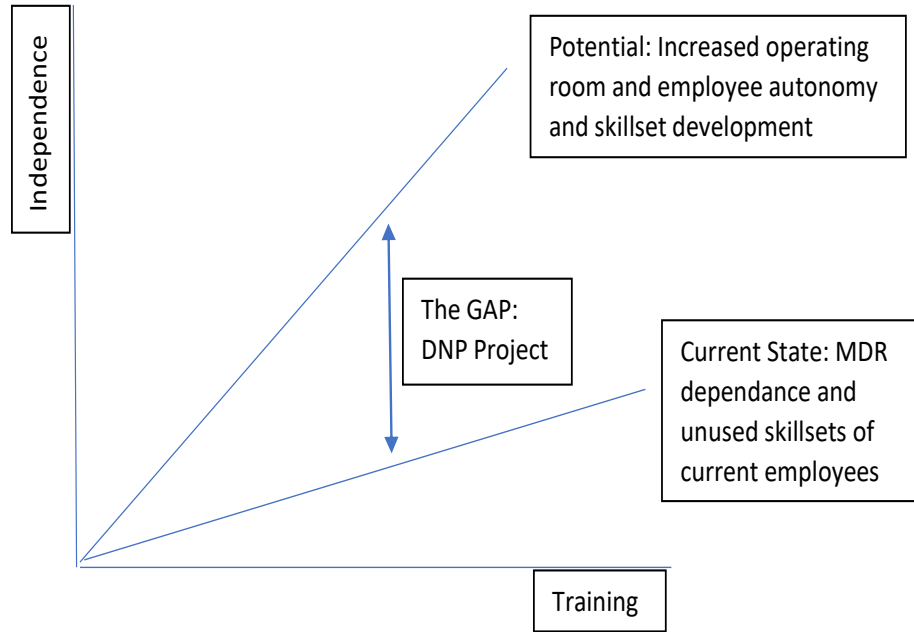 Independence
Potential: Increased operating
room and employee autonomy
and skillset development
The GAP:
DNP Project
Current State: MDR
dependance and
unused skillsets of
current employees
Training